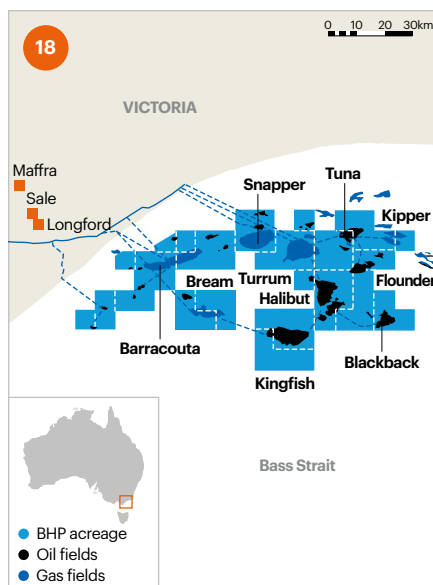 18
0 10 20 30km
VICTORIA
Maffra
Sale
Longford
Snapper
Tuna
Kipper
Bream
Turrum
Halibut
Flounder
Barracouta
Kingfish
Blackback
Bass Strait
BHP acreage
Oil fields
Gas fields